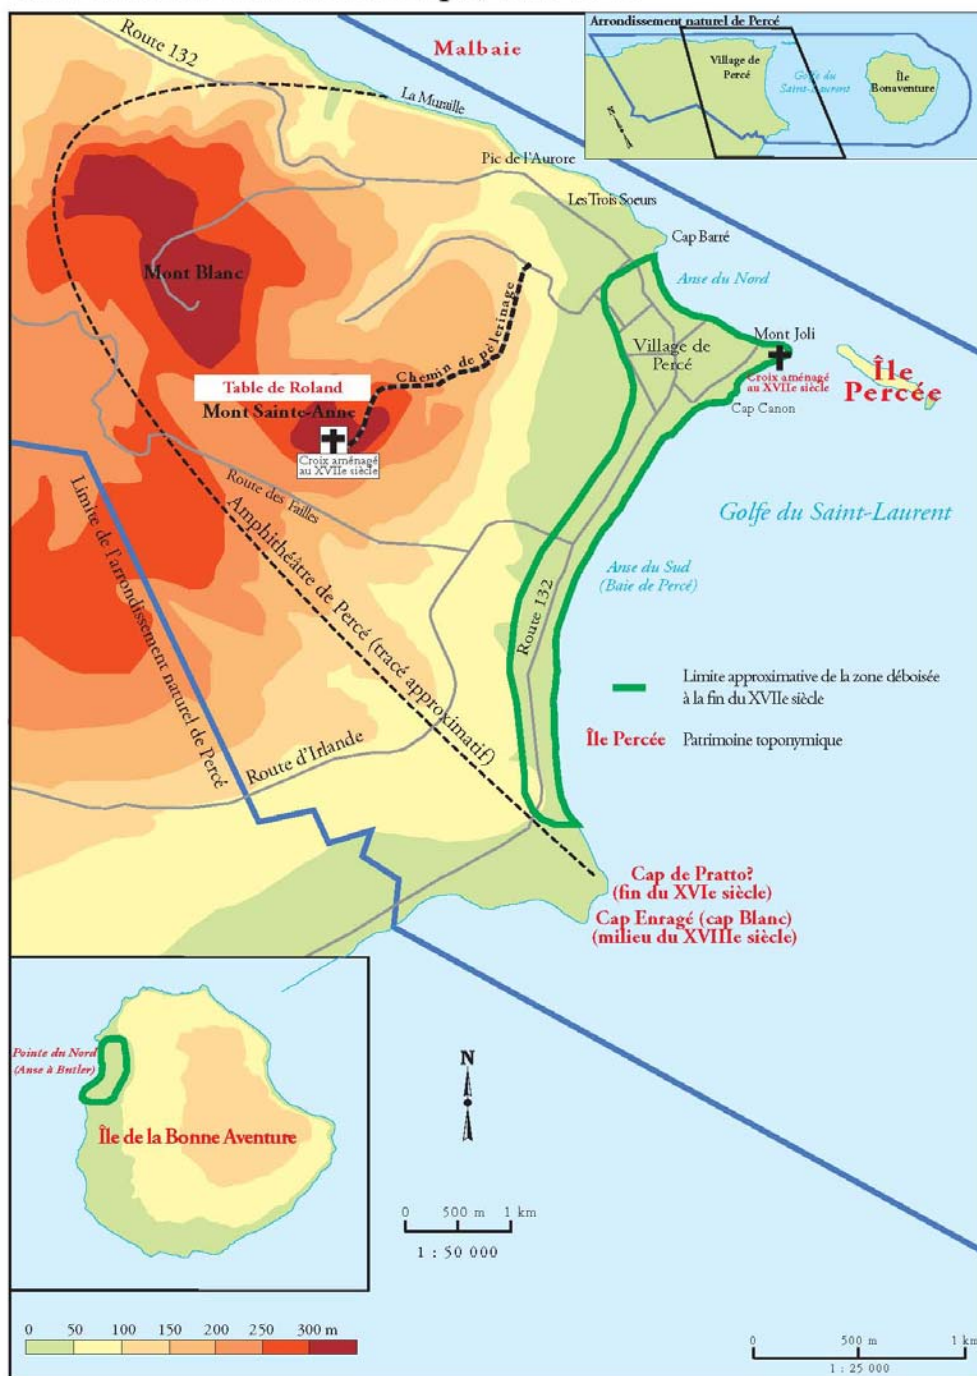 Arrondissement naturel de Percé
Village de
Percé
Golfe du
Saint-Laurent
Île
Bonaventure
N
Malbaie
Route 132
La Muraille
Pic de l'Aurore
Les Trois Soeurs
Cap Barré
Anse du Nord
Mont Blanc
Chemin de pèlerinage
Village de
Percé
Mont Joli
Croix aménagé
au XVIIe siècle
Île
Percée
Cap Canon
Table de Roland
Mont Sainte-Anne
Croix aménagé
au XVIIe siècle
Route des Failles
Limite de l'arrondissement naturel de Percé
Amphithéâtre de Percé (tracé approximatif)
Golfe du Saint-Laurent
Anse du Sud
(Baie de Percé)
Route 132
Route d'Irlande
Limite approximative de la zone déboisée
à la fin du XVIIe siècle
Île Percée
Patrimoine toponymique
Cap de Pratto?
(fin du XVIe siècle)
Cap Enragé (cap Blanc)
(milieu du XVIIIe siècle)
Pointe du Nord
(Anse à Butler)
Île de la Bonne Aventure
N
0 500 m 1 km
1 : 50 000
0 50 100 150 200 250 300 m
0 500 m 1 km
1 : 25 000